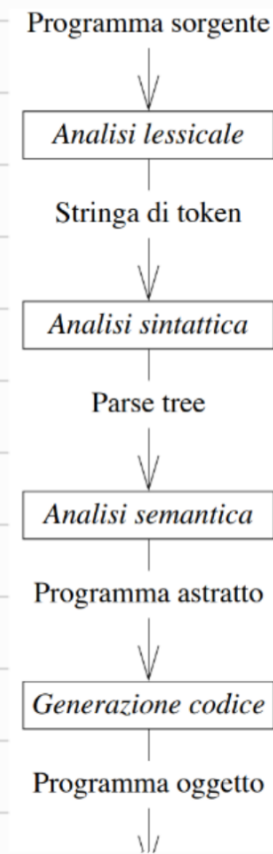 Programma sorgente
Analisi lessicale
Stringa di token
Analisi sintattica
Parse tree
Analisi semantica
Programma astratto
Generazione codice
Programma oggetto